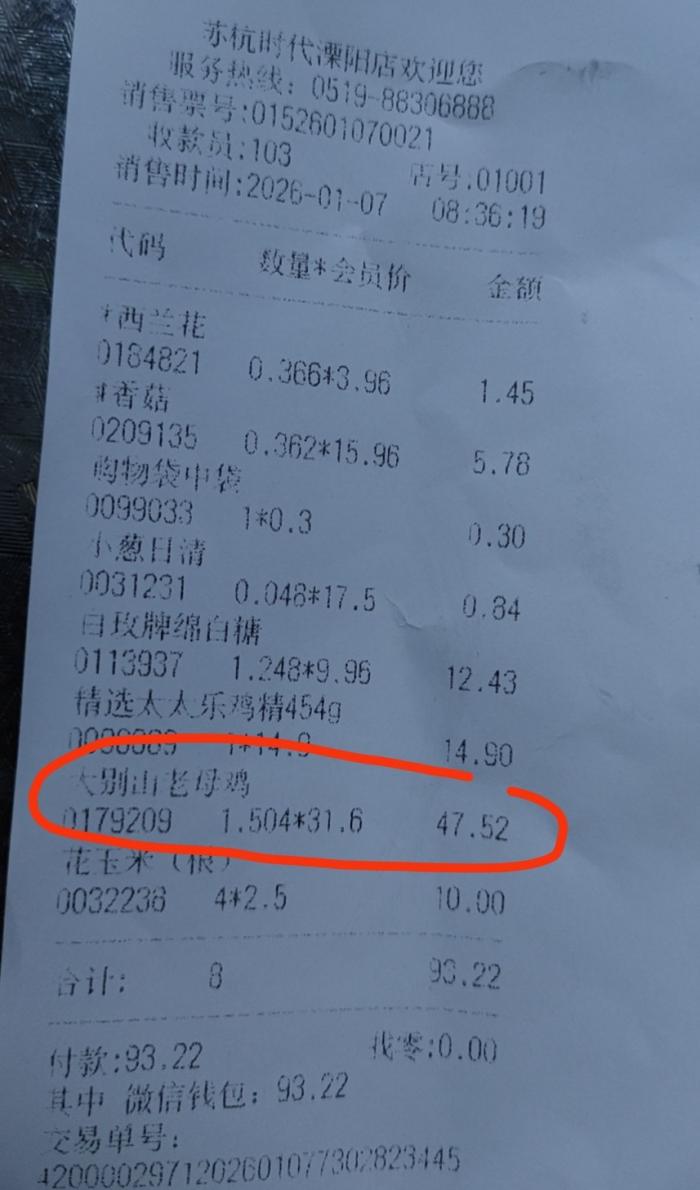 苏杭时代溧阳店欢迎您
服务热线：0519-88306888
销售票号:0152601070021
收款员:103 店号:01001
销售时间:2026-01-07 08:36:19
代码 数量*会员价 金额
*西兰花
0184821 0.366*3.96 1.45
#香菇
0209135 0.362*15.96 5.78
购物袋中袋
0099033 1*0.3 0.30
小葱日清
0031231 0.048*17.5 0.84
白玫牌绵白糖
0113937 1.248*9.96 12.43
精选太太乐鸡精454g
1*14.9 14.90
大别山老母鸡
0179209 1.504*31.6 47.52
花玉米（根）
0032238 4*2.5 10.00
合计: 8 93.22
付款:93.22 找零:0.00
其中 微信钱包：93.22
交易单号：
4200002971202601077302823445